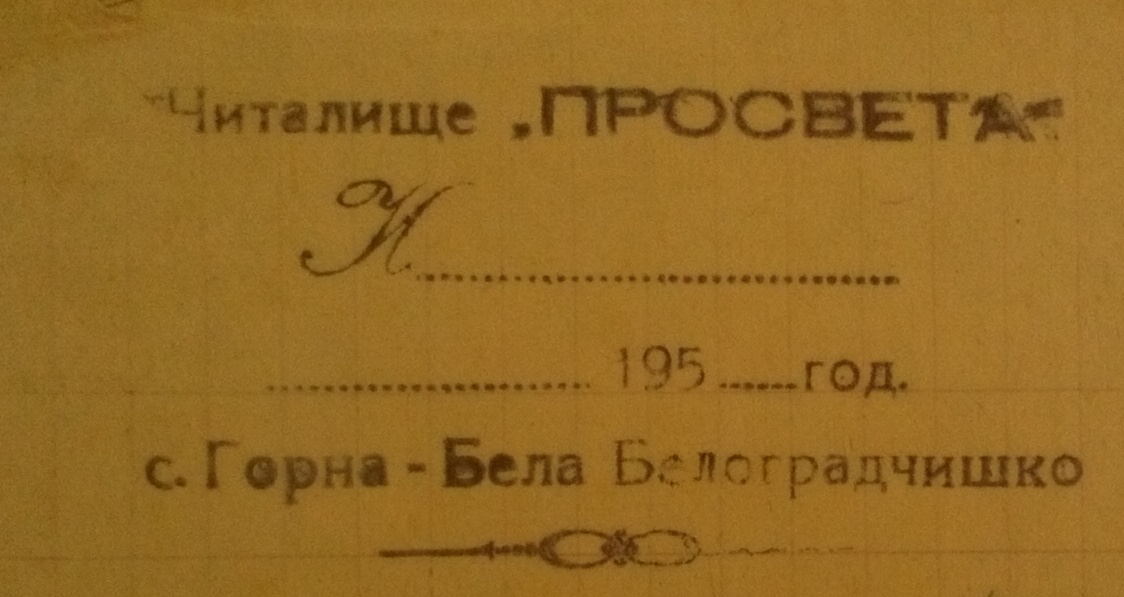 Читалище „ПРОСВЕТА“
№ ..............................
.................... 195 ..... год.
с. Горна - Бела Белоградчишко